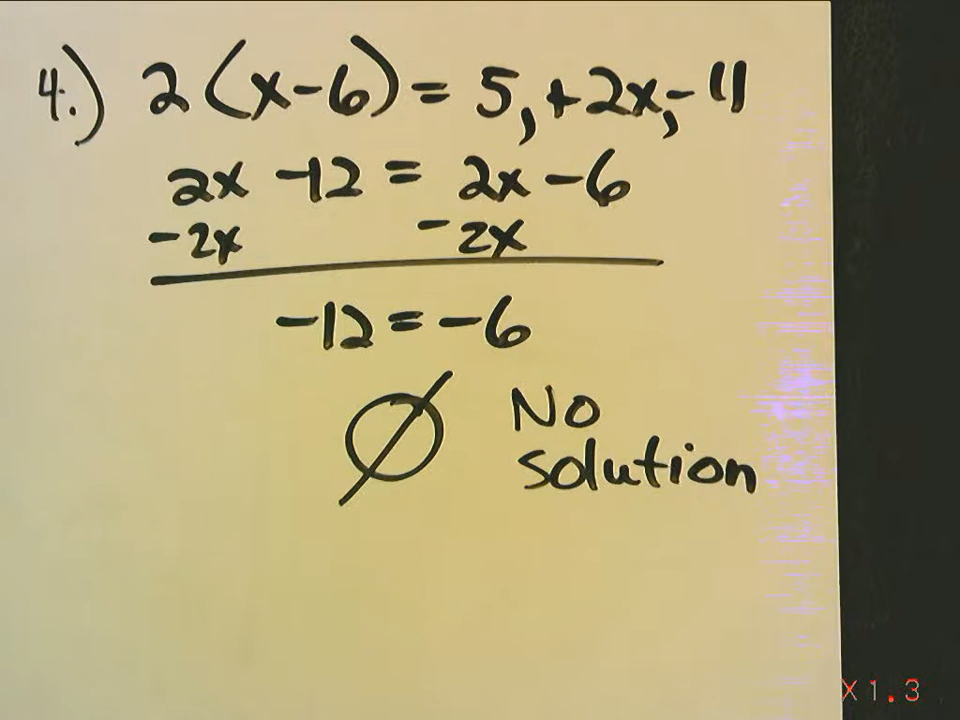 4.) 2(x-6) = 5, +2x, - 11
2x -12 = 2x - 6
-2x -2x
-12 = -6
∅ No
solution
X1.3